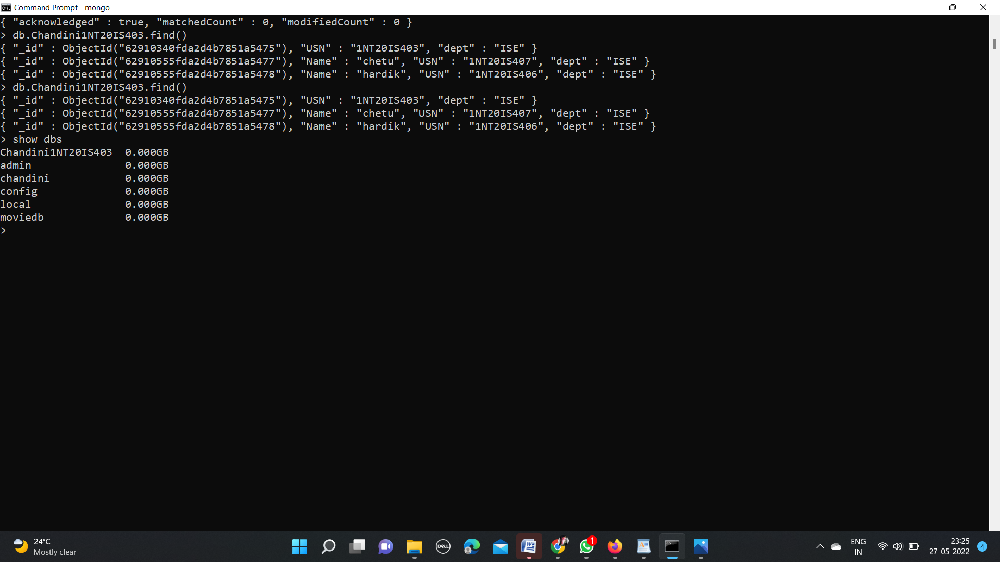 Command Prompt - mongo
{ "acknowledged" : true, "matchedCount" : 0, "modifiedCount" : 0 }
> db.Chandini1NT20IS403.find()
{ "_id" : ObjectId("62910340fda2d4b7851a5475"), "USN" : "1NT20IS403", "dept" : "ISE" }
{ "_id" : ObjectId("62910555fda2d4b7851a5477"), "Name" : "chetu", "USN" : "1NT20IS407", "dept" : "ISE" }
{ "_id" : ObjectId("62910555fda2d4b7851a5478"), "Name" : "hardik", "USN" : "1NT20IS406", "dept" : "ISE" }
> db.Chandini1NT20IS403.find()
{ "_id" : ObjectId("62910340fda2d4b7851a5475"), "USN" : "1NT20IS403", "dept" : "ISE" }
{ "_id" : ObjectId("62910555fda2d4b7851a5477"), "Name" : "chetu", "USN" : "1NT20IS407", "dept" : "ISE" }
{ "_id" : ObjectId("62910555fda2d4b7851a5478"), "Name" : "hardik", "USN" : "1NT20IS406", "dept" : "ISE" }
> show dbs
Chandini1NT20IS403  0.000GB
admin               0.000GB
chandini            0.000GB
config              0.000GB
local               0.000GB
moviedb             0.000GB
>
24°C
Mostly clear
DELL
W
1
ENG
IN
23:25
27-05-2022
4